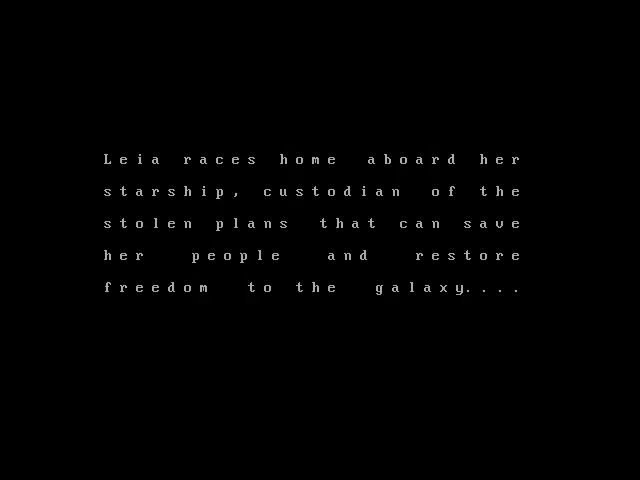 Leia races home aboard her
starship, custodian of the
stolen plans that can save
her people and restore
freedom to the galaxy....